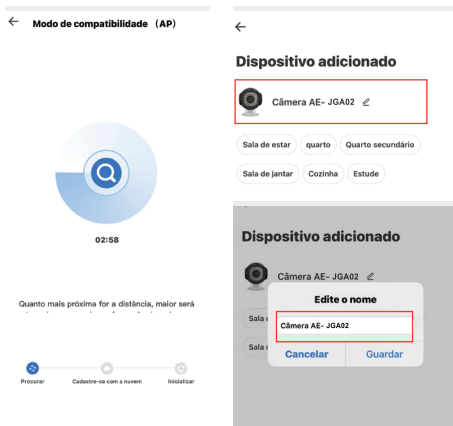 Modo de compatibilidade （AP）
02:58
Quanto mais próxima for a distância, maior será
Procurar
Cadastre-se com a nuvem
Inicializar
Dispositivo adicionado
Câmera AE- JGA02
Sala de estar
quarto
Quarto secundário
Sala de jantar
Cozinha
Estude
Dispositivo adicionado
Câmera AE- JGA02
Edite o nome
Sala
Câmera AE- JGA02
Sala
Cancelar
Guardar